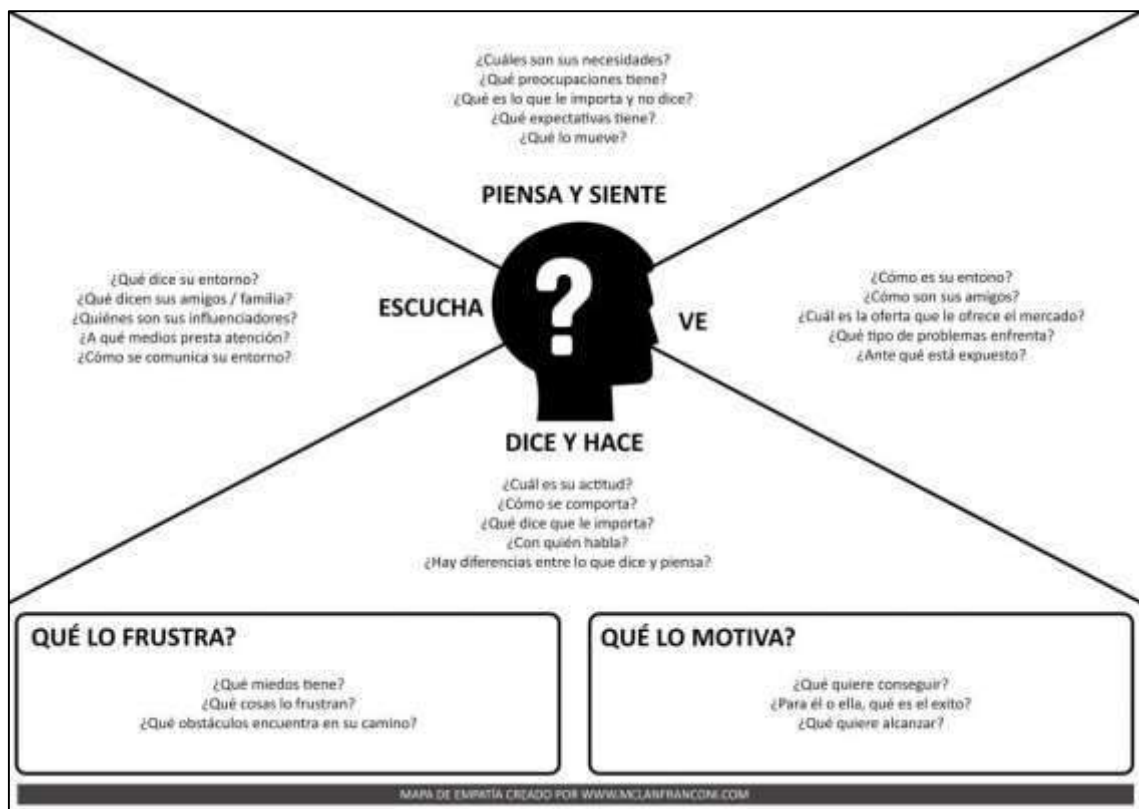 ¿Cuáles son sus necesidades?
¿Qué preocupaciones tiene?
¿Qué es lo que le importa y no dice?
¿Qué expectativas tiene?
¿Qué lo mueve?
PIENSA Y SIENTE
¿Qué dice su entorno?
¿Qué dicen sus amigos / familia?
¿Quiénes son sus influenciadores?
¿A qué medios presta atención?
¿Cómo se comunica su entorno?
ESCUCHA
?
VE
¿Cómo es su entono?
¿Cómo son sus amigos?
¿Cuál es la oferta que le ofrece el mercado?
¿Qué tipo de problemas enfrenta?
¿Ante qué está expuesto?
DICE Y HACE
¿Cuál es su actitud?
¿Cómo se comporta?
¿Qué dice que le importa?
¿Con quién habla?
¿Hay diferencias entre lo que dice y piensa?
QUÉ LO FRUSTRA?
¿Qué miedos tiene?
¿Qué cosas lo frustran?
¿Qué obstáculos encuentra en su camino?
QUÉ LO MOTIVA?
¿Qué quiere conseguir?
¿Para él o ella, qué es el exito?
¿Qué quiere alcanzar?
MAPA DE EMPATÍA CREADO POR WWW.MCLANFRANCONI.COM